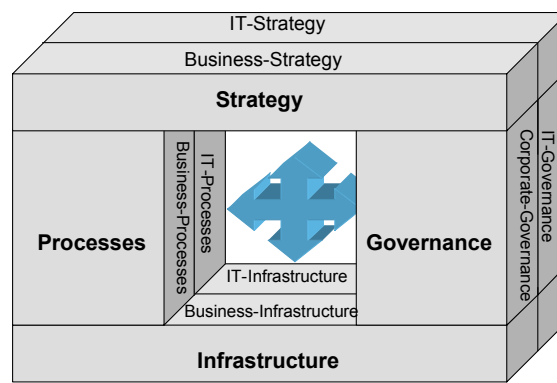 IT-Strategy
Business-Strategy
Strategy
Processes
Business-Processes
IT-Processes
Governance
Corporate-Governance
IT-Governance
IT-Infrastructure
Business-Infrastructure
Infrastructure